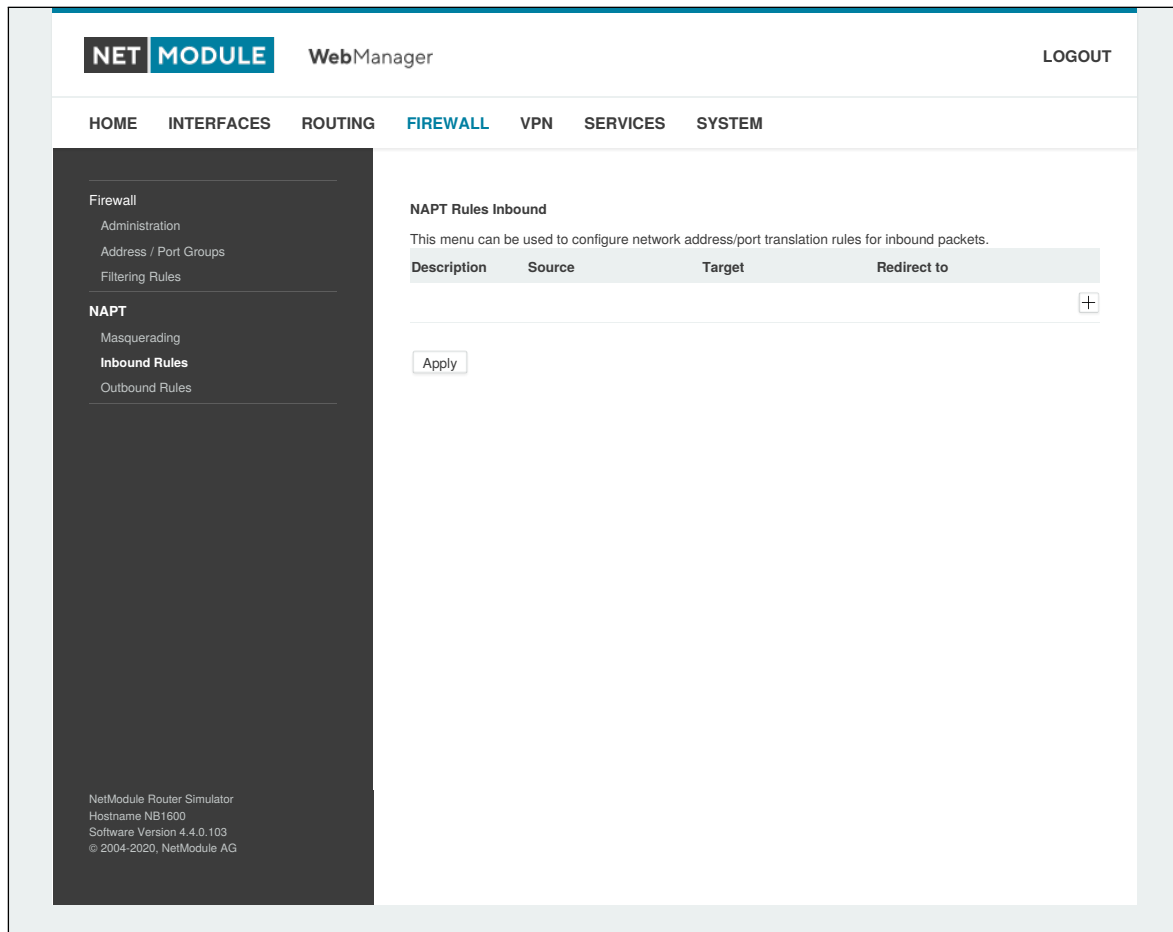 NET MODULE WebManager LOGOUT
HOME INTERFACES ROUTING FIREWALL VPN SERVICES SYSTEM
Firewall
Administration
Address / Port Groups
Filtering Rules
NAPT
Masquerading
Inbound Rules
Outbound Rules
NetModule Router Simulator
Hostname NB1600
Software Version 4.4.0.103
© 2004-2020, NetModule AG
NAPT Rules Inbound
This menu can be used to configure network address/port translation rules for inbound packets.
Description Source Target Redirect to
Apply